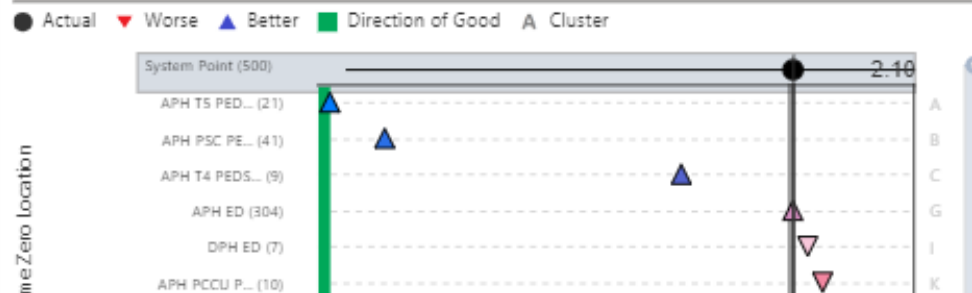 Actual Worse Better Direction of Good A Cluster
System Point (500) 2.10
APH T5 PED... (21) A
APH PSC PE... (41) B
APH T4 PEDS... (9) C
APH ED (304) G
DPH ED (7) I
APH PCCU P... (10) K
me Zero Location